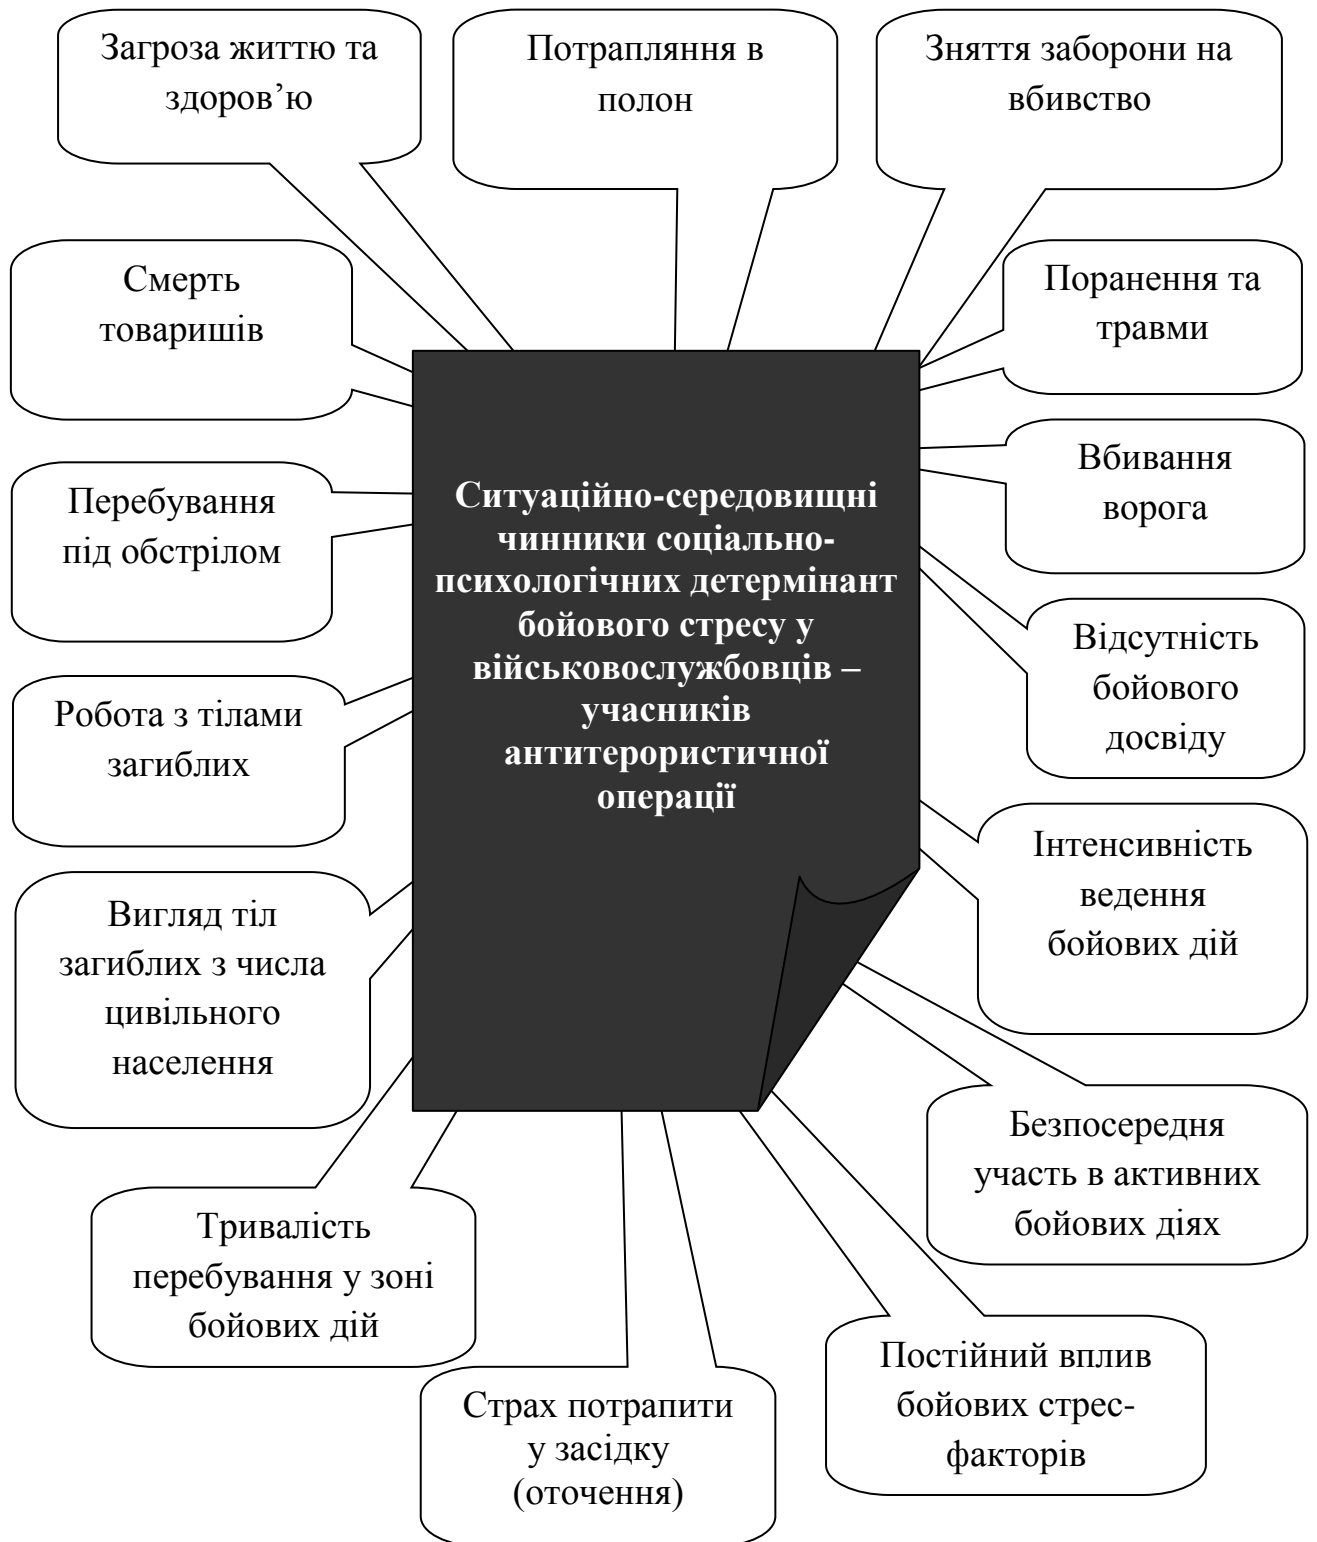 Загроза життю та
здоров’ю
Потрапляння в
полон
Зняття заборони на
вбивство
Смерть
товаришів
Поранення та
травми
Перебування
під обстрілом
Вбивання
ворога
Ситуаційно-середовищні
чинники соціально-
психологічних детермінант
бойового стресу у
військовослужбовців –
учасників
антитерористичної
операції
Робота з тілами
загиблих
Відсутність
бойового
досвіду
Вигляд тіл
загиблих з числа
цивільного
населення
Інтенсивність
ведення
бойових дій
Безпосередня
участь в активних
бойових діях
Тривалість
перебування у зоні
бойових дій
Страх потрапити
у засідку
(оточення)
Постійний вплив
бойових стрес-
факторів